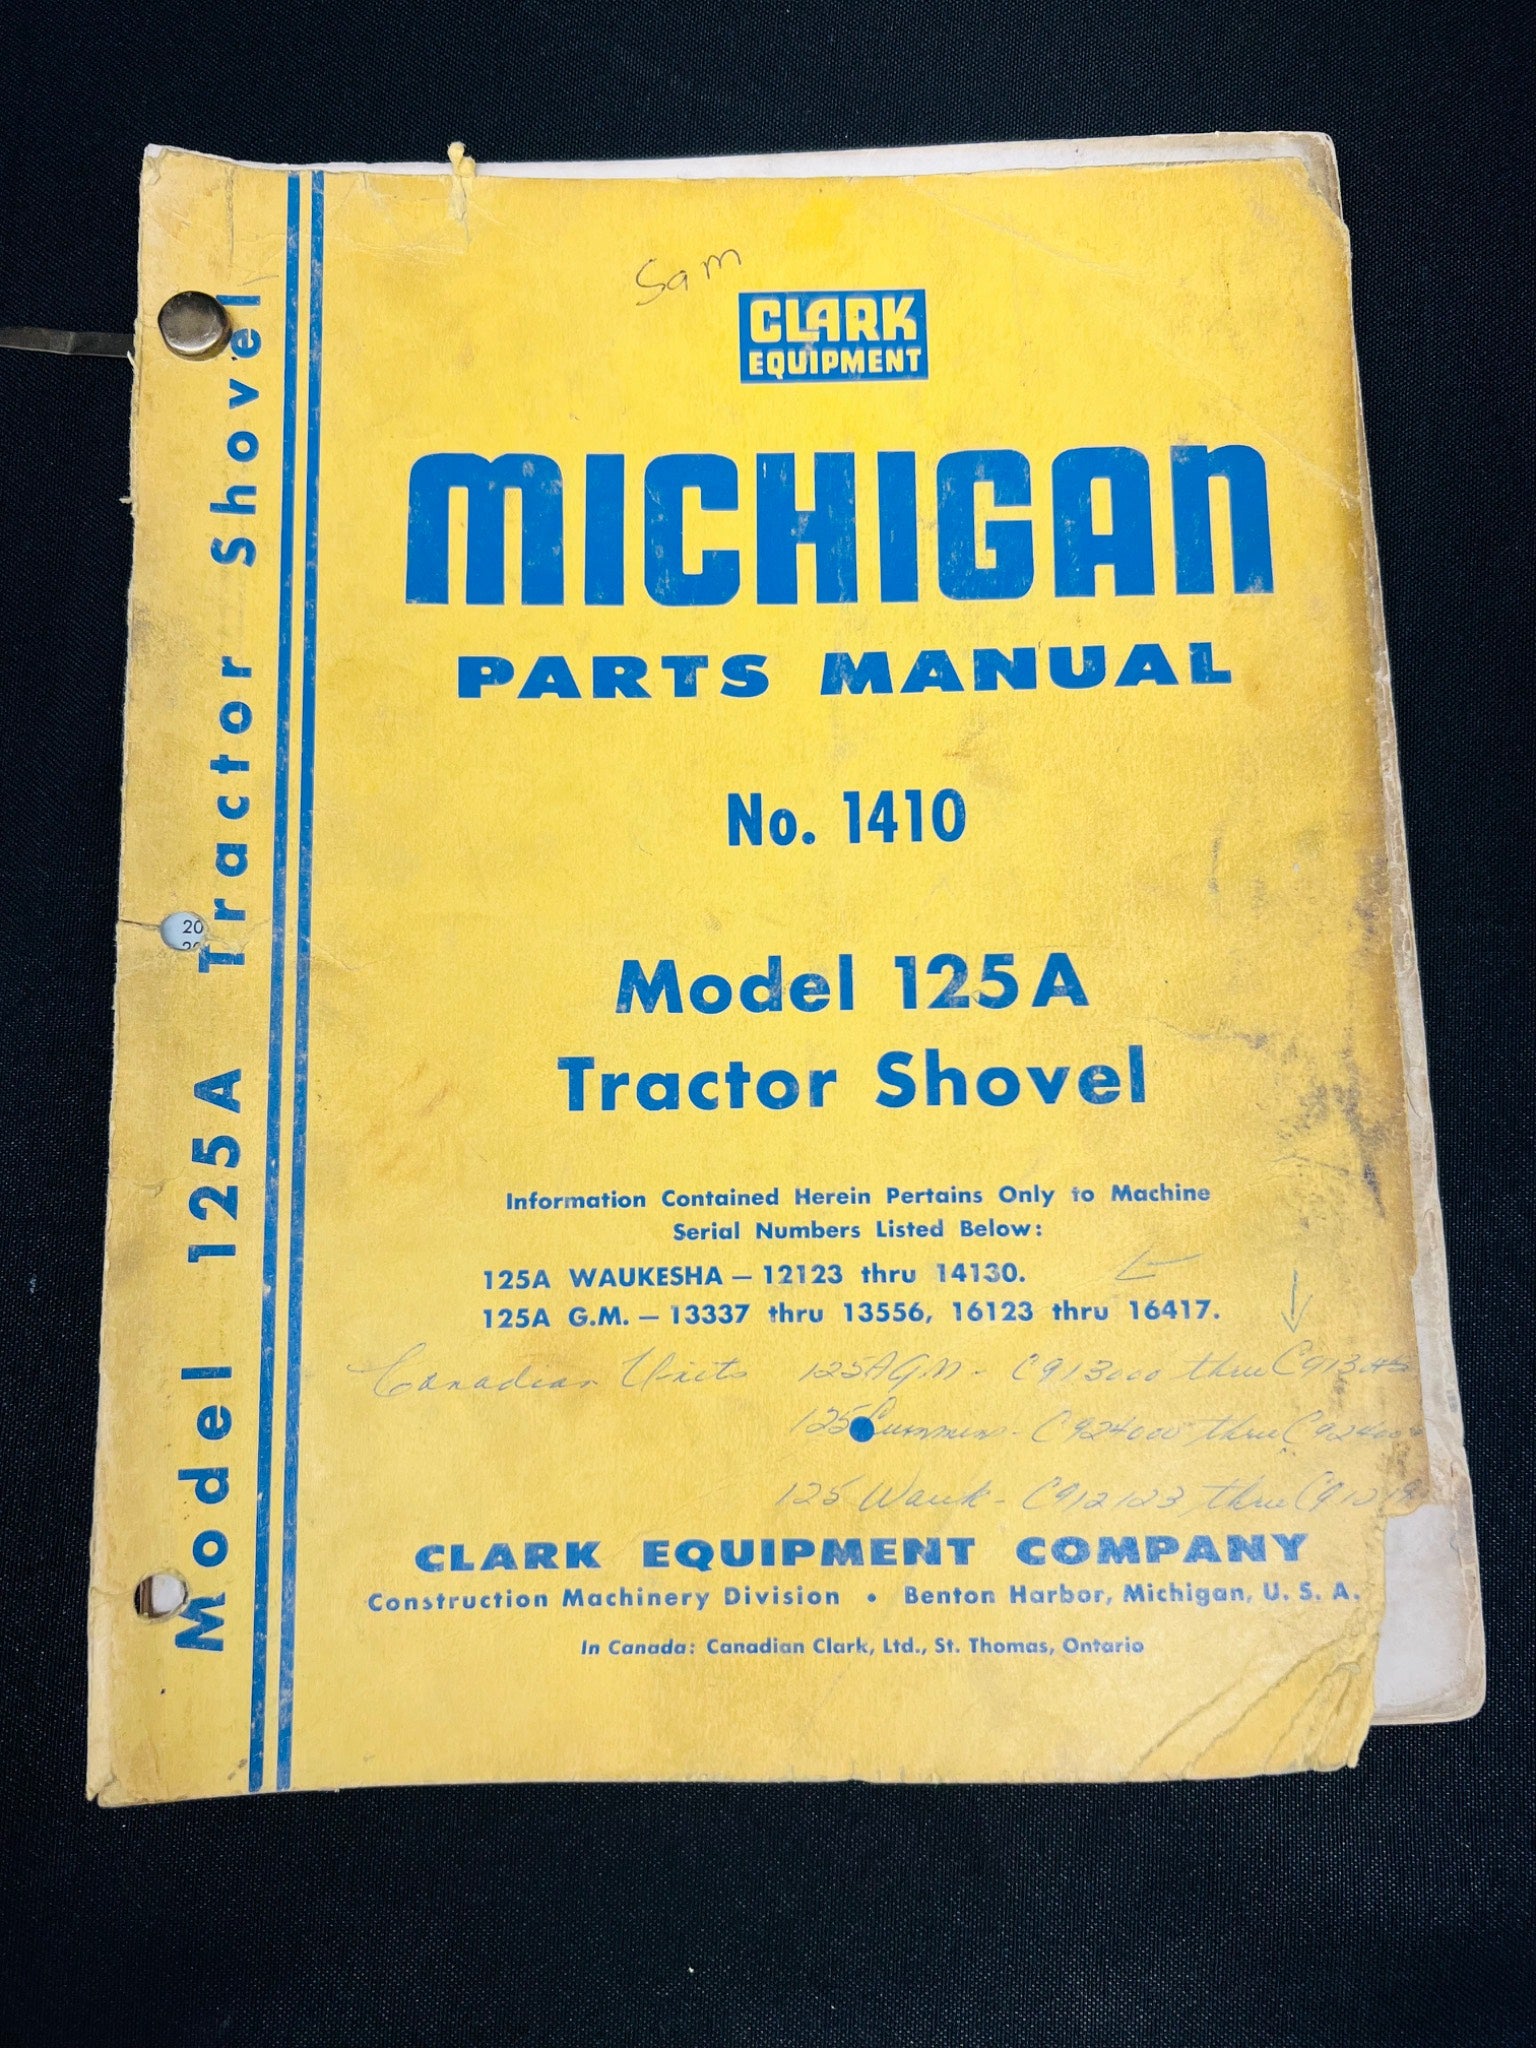 Sam
CLARK
EQUIPMENT
MICHIGAN
PARTS MANUAL
No. 1410
Model 125A
Tractor Shovel
Information Contained Herein Pertains Only to Machine
Serial Numbers Listed Below:
125A WAUKESHA – 12123 thru 14130.
125A G.M. – 13337 thru 13556, 16123 thru 16417.
Canadian Units 125A GM - C913000 thru
125 Cummins - C924000 thru
125 Wauk - C912123 thru
CLARK EQUIPMENT COMPANY
Construction Machinery Division • Benton Harbor, Michigan, U. S. A.
In Canada: Canadian Clark, Ltd., St. Thomas, Ontario
Model 125A Tractor Shovel
20